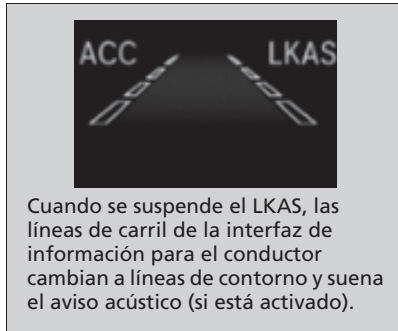 ACC LKAS
Cuando se suspende el LKAS, las
líneas de carril de la interfaz de
información para el conductor
cambian a líneas de contorno y suena
el aviso acústico (si está activado).